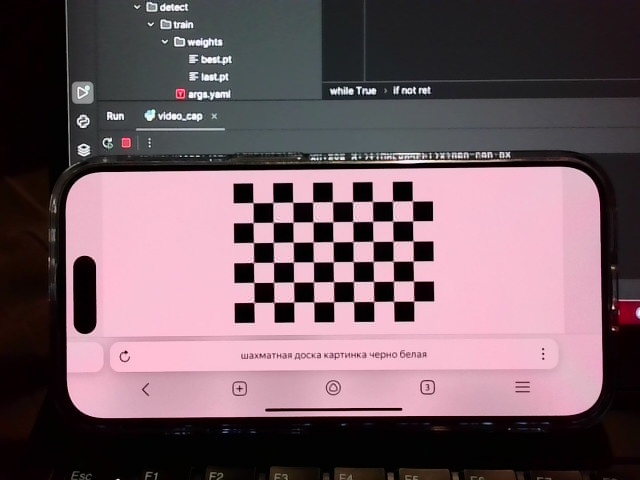 detect
train
weights
best.pt
last.pt
args.yaml
while True › if not ret
Run video_cap ×
шахматная доска картинка черно белая
3
Esc F1 F2 F3 F4 F5 F6 F7